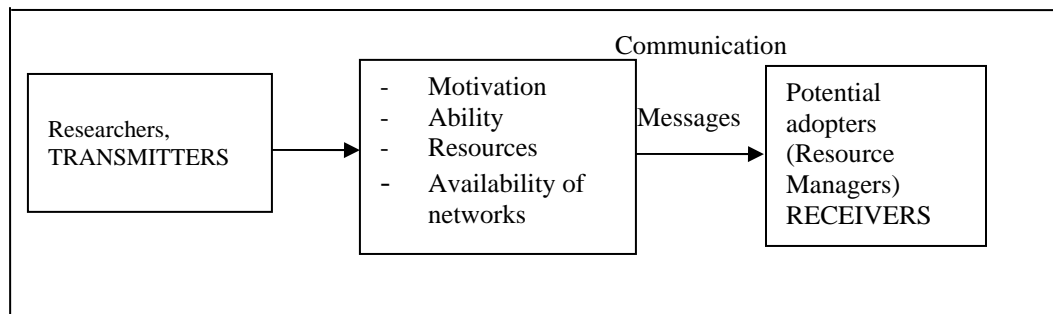 Researchers,
TRANSMITTERS
- Motivation
- Ability
- Resources
- Availability of
networks
Communication
Messages
Potential
adopters
(Resource
Managers)
RECEIVERS